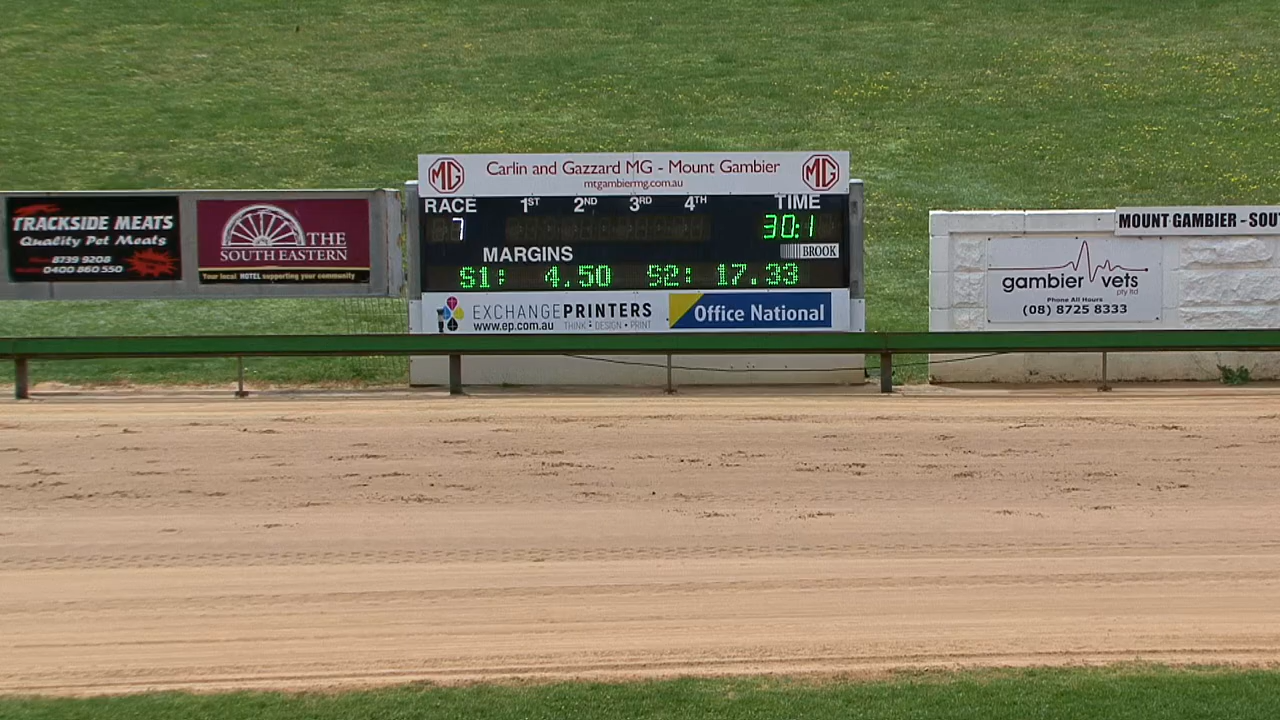 MG Carlin and Gazzard MG - Mount Gambier MG
mtgambiermg.com.au
RACE 1ST 2ND 3RD 4TH TIME
7 30:1
MARGINS BROOK
S1: 4.50 S2: 17.33
EXCHANGEPRINTERS
www.ep.com.au THINK • DESIGN • PRINT
Office National
TRACKSIDE MEATS
Quality Pet Meats
8739 9208
0400 860 550
THE
SOUTH EASTERN
Your local HOTEL supporting your community
MOUNT GAMBIER - SOU
gambier vets
pty ltd
Phone All Hours
(08) 8725 8333